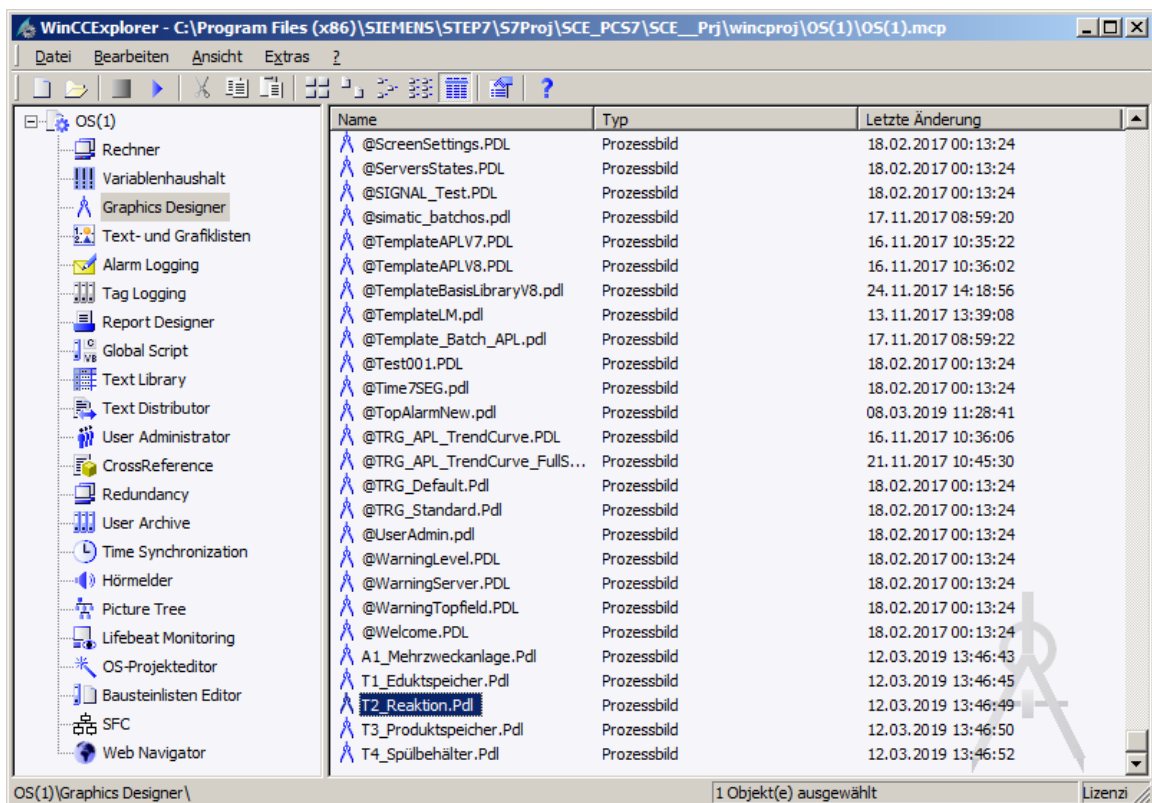 WinCCExplorer - C:\Program Files (x86)\SIEMENS\STEP7\S7Proj\SCE_PCS7\SCE__Prj\wincproj\OS(1)\OS(1).mcp
Datei Bearbeiten Ansicht Extras ?
OS(1)
Rechner
Variablenhaushalt
Graphics Designer
Text- und Grafiklisten
Alarm Logging
Tag Logging
Report Designer
Global Script
Text Library
Text Distributor
User Administrator
CrossReference
Redundancy
User Archive
Time Synchronization
Hörmelder
Picture Tree
Lifebeat Monitoring
OS-Projekteditor
Bausteinlisten Editor
SFC
Web Navigator
Name Typ Letzte Änderung
@ScreenSettings.PDL Prozessbild 18.02.2017 00:13:24
@ServersStates.PDL Prozessbild 18.02.2017 00:13:24
@SIGNAL_Test.PDL Prozessbild 18.02.2017 00:13:24
@simatic_batchos.pdl Prozessbild 17.11.2017 08:59:20
@TemplateAPLV7.PDL Prozessbild 16.11.2017 10:35:22
@TemplateAPLV8.PDL Prozessbild 16.11.2017 10:36:02
@TemplateBasisLibraryV8.pdl Prozessbild 24.11.2017 14:18:56
@TemplateLM.pdl Prozessbild 13.11.2017 13:39:08
@Template_Batch_APL.pdl Prozessbild 17.11.2017 08:59:22
@Test001.PDL Prozessbild 18.02.2017 00:13:24
@Time7SEG.pdl Prozessbild 18.02.2017 00:13:24
@TopAlarmNew.pdl Prozessbild 08.03.2019 11:28:41
@TRG_APL_TrendCurve.PDL Prozessbild 16.11.2017 10:36:06
@TRG_APL_TrendCurve_FullS... Prozessbild 21.11.2017 10:45:30
@TRG_Default.Pdl Prozessbild 18.02.2017 00:13:24
@TRG_Standard.Pdl Prozessbild 18.02.2017 00:13:24
@UserAdmin.pdl Prozessbild 18.02.2017 00:13:24
@WarningLevel.PDL Prozessbild 18.02.2017 00:13:24
@WarningServer.PDL Prozessbild 18.02.2017 00:13:24
@WarningTopfield.PDL Prozessbild 18.02.2017 00:13:24
@Welcome.PDL Prozessbild 18.02.2017 00:13:24
A1_Mehrzweckanlage.Pdl Prozessbild 12.03.2019 13:46:43
T1_Eduktspeicher.Pdl Prozessbild 12.03.2019 13:46:45
T2_Reaktion.Pdl Prozessbild 12.03.2019 13:46:49
T3_Produktspeicher.Pdl Prozessbild 12.03.2019 13:46:50
T4_Spülbehälter.Pdl Prozessbild 12.03.2019 13:46:52
OS(1)\Graphics Designer\ 1 Objekt(e) ausgewählt Lizenzi